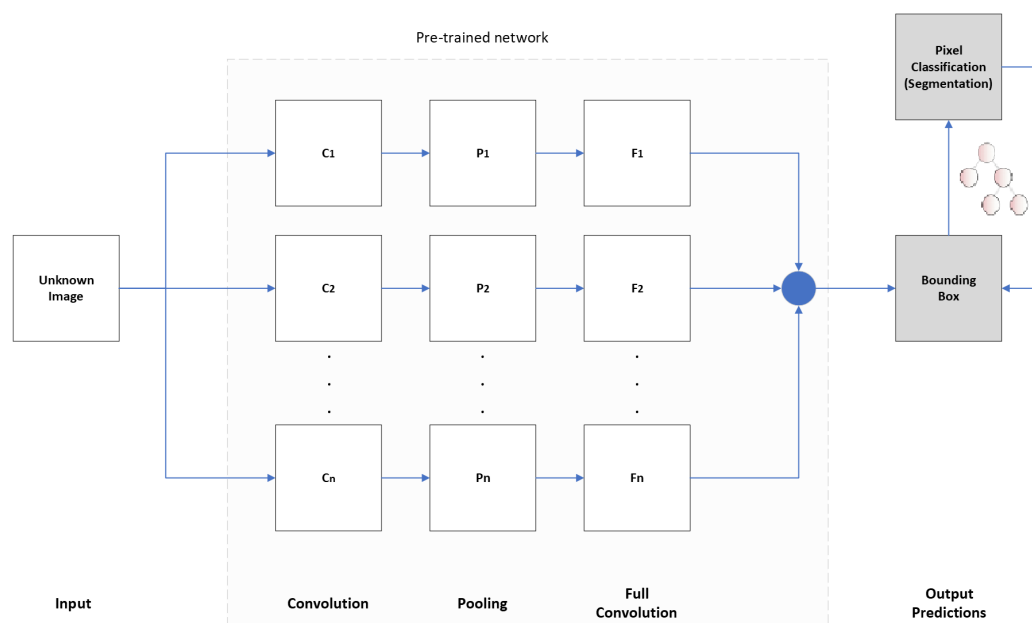 Pre-trained network
Pixel
Classification
(Segmentation)
C1
P1
F1
Unknown
Image
C2
P2
F2
Bounding
Box
Cn
Pn
Fn
Input
Convolution
Pooling
Full
Convolution
Output
Predictions